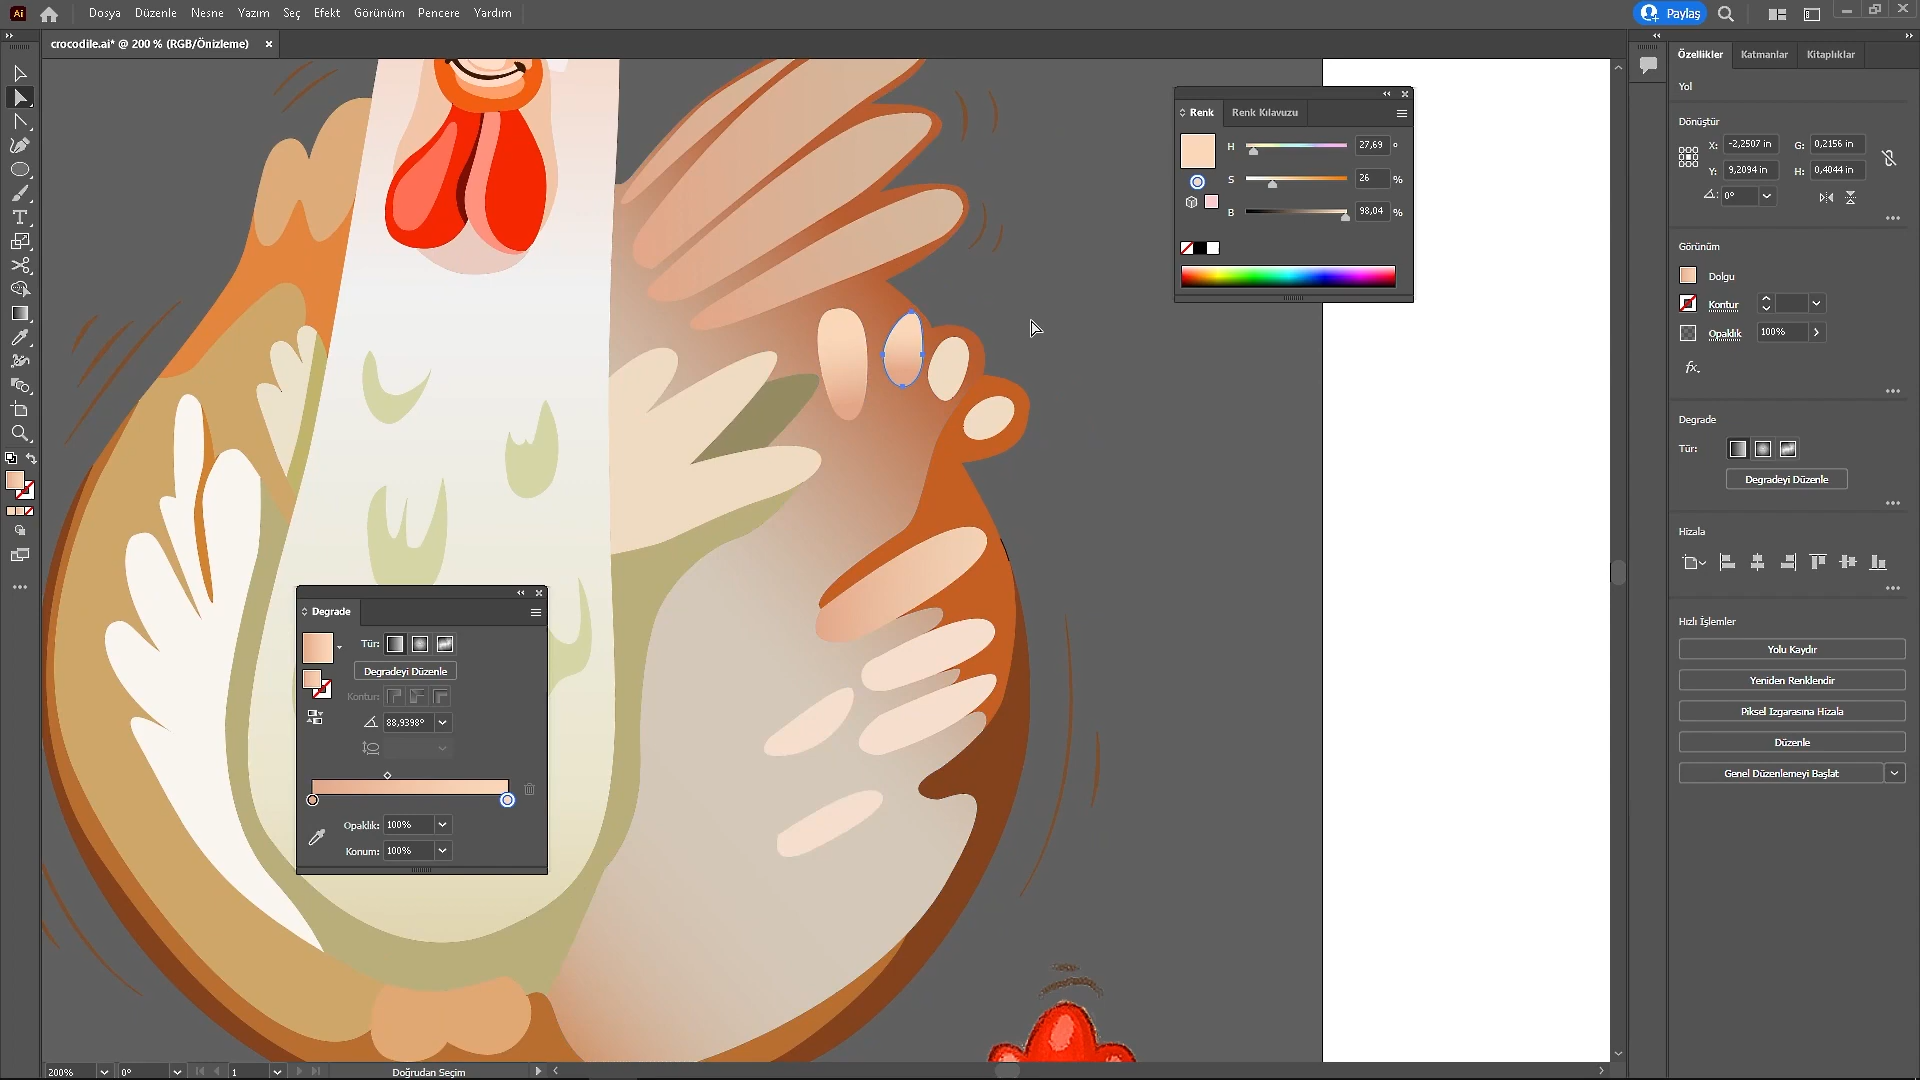 Ai
Dosya Düzenle Nesne Yazım Seç Efekt Görünüm Pencere Yardım
Paylaş
crocodile.ai* @ 200 % (RGB/Önizleme) ×
Özellikler Katmanlar Kitaplıklar
Yol
Dönüştür
X: -2,2507 in G: 0,2156 in
Y: 9,2094 in H: 0,4044 in
0°
Görünüm
Dolgu
Kontur
Opaklık 100%
fx.
Degrade
Tür:
Degradeyi Düzenle
Hizala
Hızlı İşlemler
Yolu Kaydır
Yeniden Renklendir
Piksel Izgarasına Hizala
Düzenle
Genel Düzenlemeyi Başlat
Renk Renk Kılavuzu
H 27,69 °
S 26 %
B 98,04 %
Degrade
Tür:
Degradeyi Düzenle
Kontur:
88,9398°
Opaklık: 100%
Konum: 100%
200% 0° 1 Doğrudan Seçim